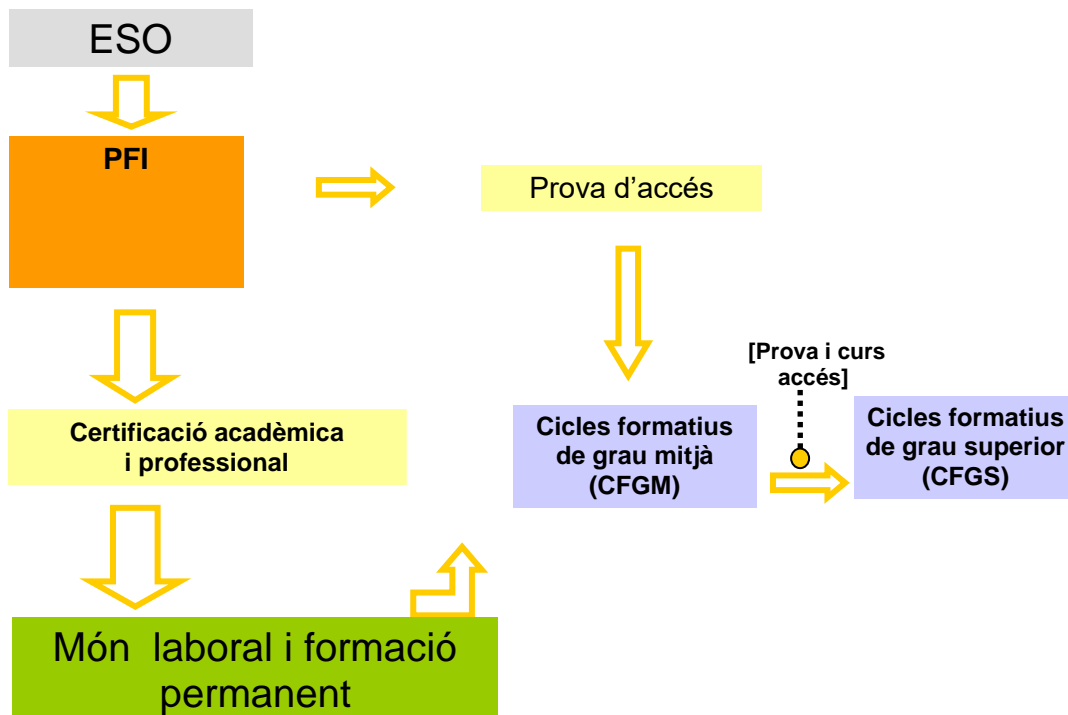 ESO
PFI
Prova d’accés
[Prova i curs
accés]
Certificació acadèmica
i professional
Cicles formatius
de grau mitjà
(CFGM)
Cicles formatius
de grau superior
(CFGS)
Món  laboral i formació
permanent